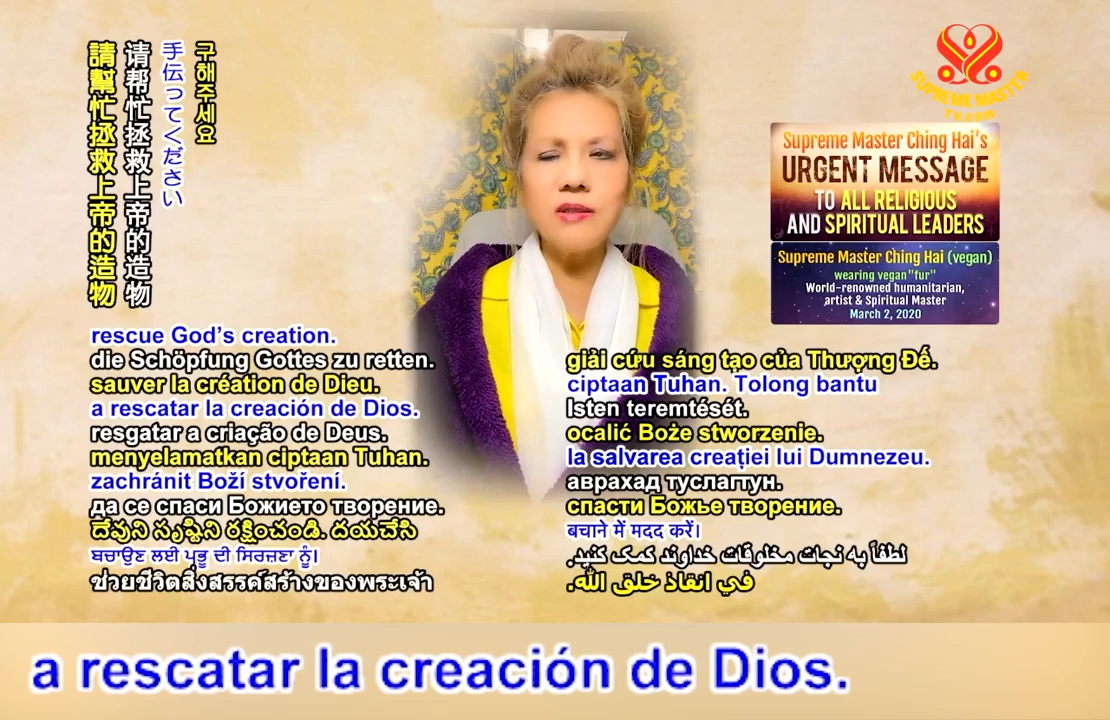 請幫忙拯救上帝的造物
请帮忙拯救上帝的造物
手伝ってください
구해주세요
SUPREME MASTER
TV.COM
Supreme Master Ching Hai's
URGENT MESSAGE
TO ALL RELIGIOUS
AND SPIRITUAL LEADERS
Supreme Master Ching Hai (vegan)
wearing vegan "fur"
World-renowned humanitarian,
artist & Spiritual Master
March 2, 2020
rescue God's creation.
die Schöpfung Gottes zu retten.
sauver la création de Dieu.
a rescatar la creación de Dios.
resgatar a criação de Deus.
menyelamatkan ciptaan Tuhan.
zachránit Boží stvoření.
да се спаси Божието творение.
దేవుని సృష్టిని రక్షించండి. దయచేసి
ਬਚਾਉਣ ਲਈ ਪ੍ਰਭੂ ਦੀ ਸਿਰਜਣਾ ਨੂੰ।
ช่วยชีวิตสิ่งสรรค์สร้างของพระเจ้า
giải cứu sáng tạo của Thượng Đế.
ciptaan Tuhan. Tolong bantu
Isten teremtését.
ocalić Boże stworzenie.
la salvarea creației lui Dumnezeu.
аврахад туслагтун.
спасти Божье творение.
बचाने में मदद करें।
لطفاً به نجات مخلوقات خداوند کمک کنید.
في انقاذ خلق الله.
a rescatar la creación de Dios.